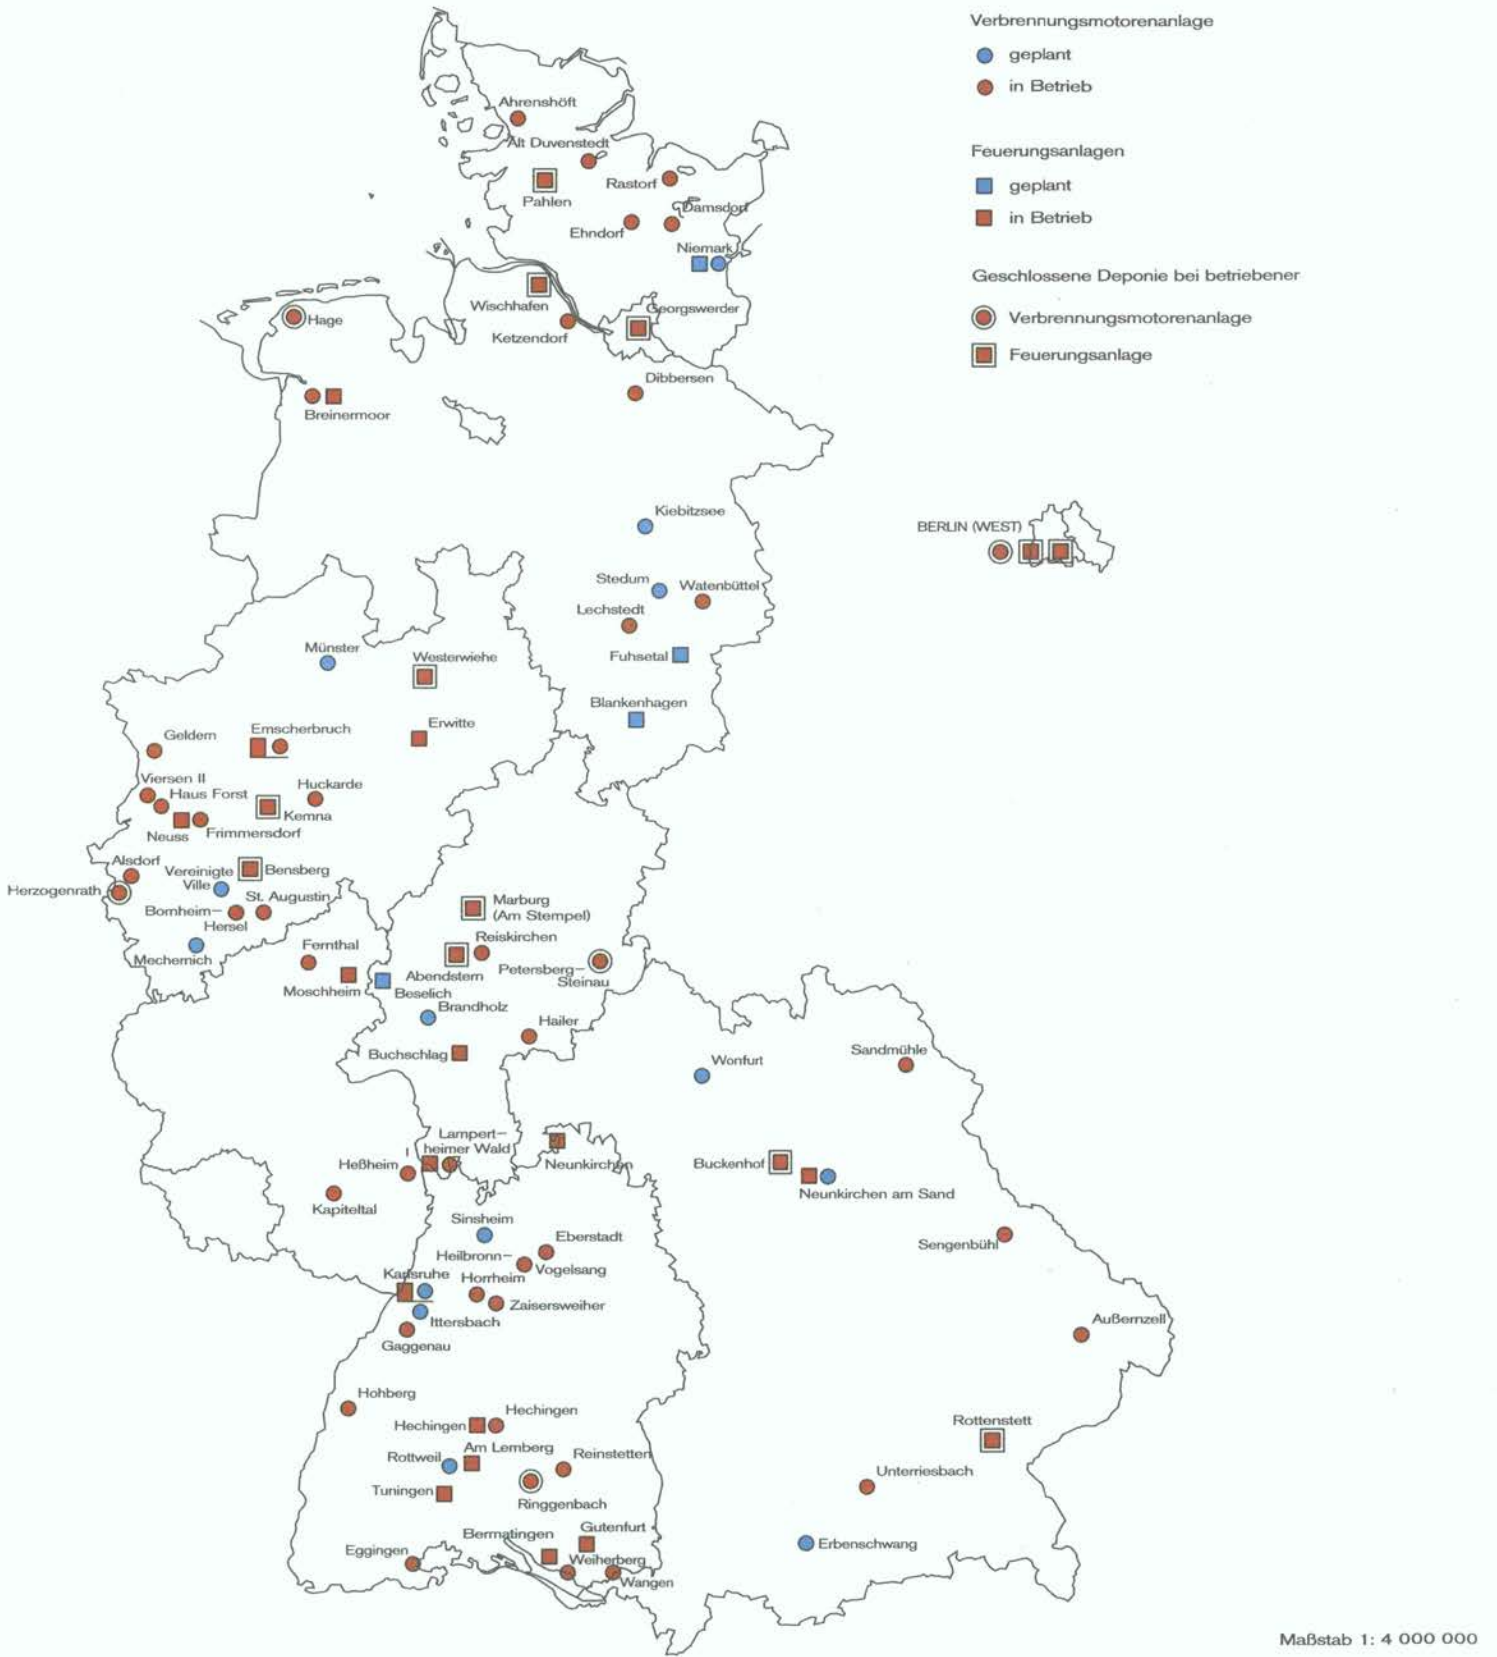 Verbrennungsmotorenanlage
geplant
in Betrieb
Feuerungsanlagen
geplant
in Betrieb
Geschlossene Deponie bei betriebener
Verbrennungsmotorenanlage
Feuerungsanlage
Ahrenshöft
Alt Duvenstedt
Rastorf
Pahlen
Damsdorf
Ehndorf
Niemark
Wischhafen
Georgswerder
Hage
Ketzendorf
Dibbersen
Breinermoor
Kiebitzsee
BERLIN (WEST)
Stedum
Watenbüttel
Lechstedt
Münster
Westerwiehe
Fuhsetal
Blankenhagen
Erwitte
Emscherbruch
Geldern
Viersen II
Huckarde
Haus Forst
Kemna
Neuss
Frimmersdorf
Alsdorf
Vereinigte
Ville
Bensberg
Herzogenrath
St. Augustin
Bornheim-
Hersel
Marburg
(Am Stempel)
Mechernich
Fernthal
Reiskirchen
Petersberg-
Steinau
Abendstern
Moschheim
Beselich
Brandholz
Hailer
Buchschlag
Wonfurt
Sandmühle
Lampert-
heimer Wald
Heßheim
Neunkirchen
Buckenhof
Neunkirchen am Sand
Kapiteltal
Sinsheim
Eberstadt
Sengenbühl
Heilbronn-
Vogelsang
Karlsruhe
Horrheim
Zaisersweiher
Ittersbach
Außernzell
Gaggenau
Hohberg
Hechingen
Hechingen
Rottenstett
Am Lemberg
Rottweil
Reinstetten
Unterriesbach
Tuningen
Ringgenbach
Gutenfurt
Bermatingen
Erbenschwang
Eggingen
Weiherberg
Wangen
Maßstab 1: 4 000 000